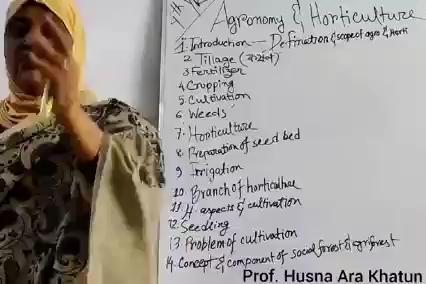 Agronomy & Horticulture
1. Introduction - Definition & scope of agro & Horti
2. Tillage (কর্ষণ)
3 Fertilizer
4 Cropping
5 Cultivation
6 Weeds
7. Horticulture
8. Preparation of seed bed
9 Irrigation
10 Branch of horticulture
11 H. aspects & cultivation
12 Seedling
13 Problem of cultivation
14. Concept & component of social forest & agriforest
Prof. Husna Ara Khatun